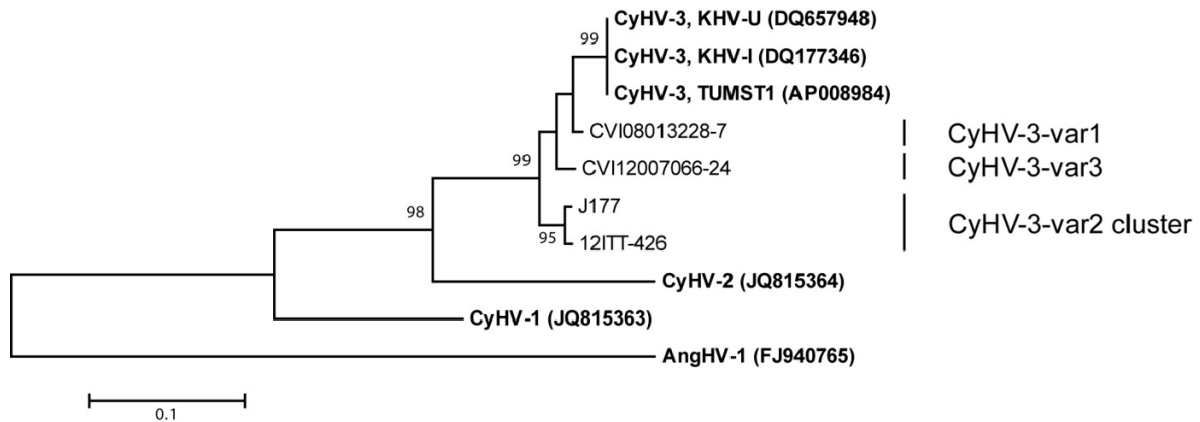 CyHV-3, KHV-U (DQ657948)
99
CyHV-3, KHV-I (DQ177346)
CyHV-3, TUMST1 (AP008984)
CVI08013228-7
CyHV-3-var1
99
CVI12007066-24
CyHV-3-var3
J177
98
CyHV-3-var2 cluster
95
12ITT-426
CyHV-2 (JQ815364)
CyHV-1 (JQ815363)
AngHV-1 (FJ940765)
0.1